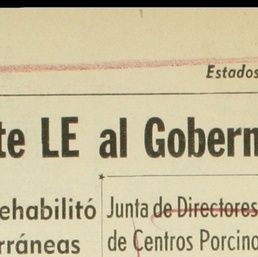 Estados
te LE al Gobern
ehabilitó
rráneas
Junta de Directores
de Centros Porcino